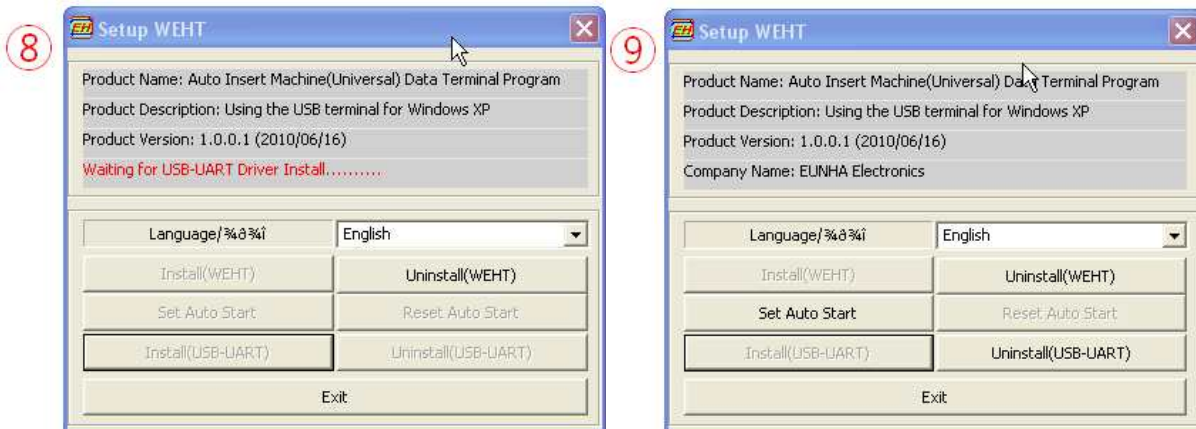 ⑧
EH Setup WEHT
Product Name: Auto Insert Machine(Universal) Data Terminal Program
Product Description: Using the USB terminal for Windows XP
Product Version: 1.0.0.1 (2010/06/16)
Waiting for USB-UART Driver Install..........
Language/¾ð¾î English
Install(WEHT) Uninstall(WEHT)
Set Auto Start Reset Auto Start
Install(USB-UART) Uninstall(USB-UART)
Exit
⑨
EH Setup WEHT
Product Name: Auto Insert Machine(Universal) Data Terminal Program
Product Description: Using the USB terminal for Windows XP
Product Version: 1.0.0.1 (2010/06/16)
Company Name: EUNHA Electronics
Language/¾ð¾î English
Install(WEHT) Uninstall(WEHT)
Set Auto Start Reset Auto Start
Install(USB-UART) Uninstall(USB-UART)
Exit